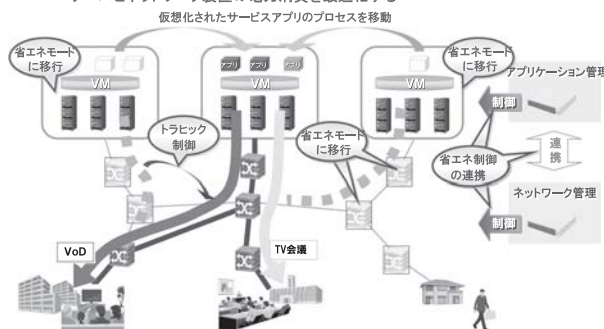 仮想化されたサービスアプリのプロセスを移動
省エネモード
に移行
VM
アプリ
アプリ
アプリ
VM
VM
省エネモード
に移行
アプリケーション管理
制御
トラヒック
制御
省エネモード
に移行
省エネ制御
の連携
連
携
ネットワーク管理
制御
VoD
TV会議